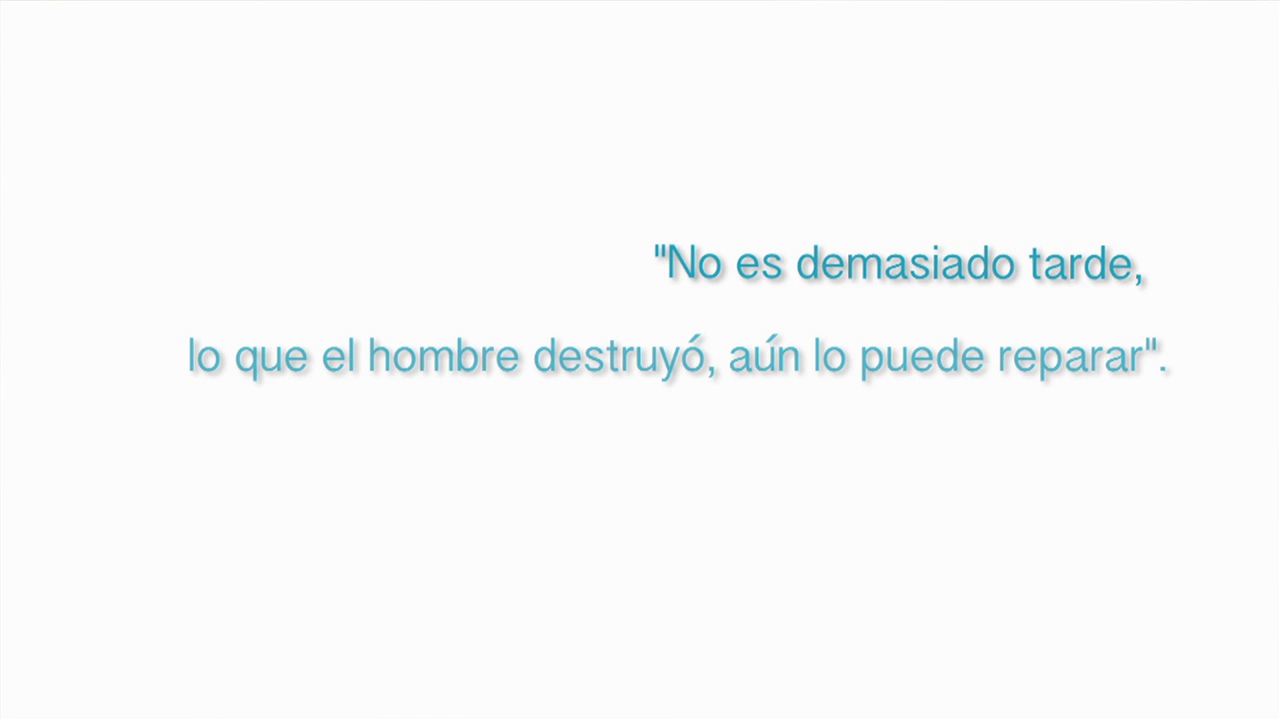 "No es demasiado tarde,
lo que el hombre destruyó, aún lo puede reparar".